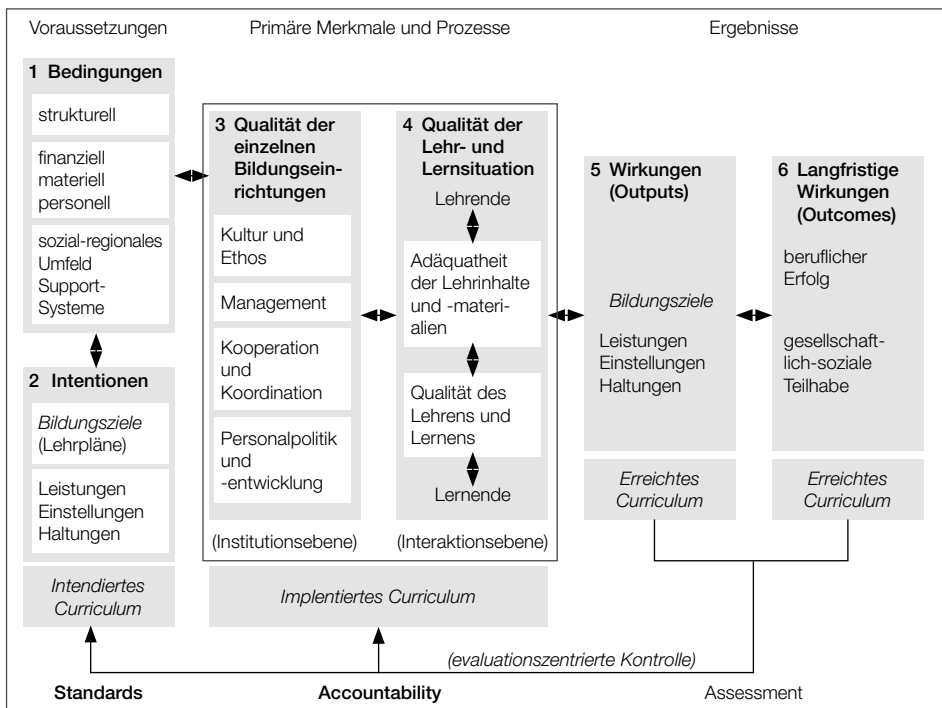 Voraussetzungen
Primäre Merkmale und Prozesse
Ergebnisse
1 Bedingungen
strukturell
finanziell
materiell
personell
sozial-regionales
Umfeld
Support-
Systeme
2 Intentionen
Bildungsziele
(Lehrpläne)
Leistungen
Einstellungen
Haltungen
Intendiertes
Curriculum
3 Qualität der
einzelnen
Bildungsein-
richtungen
Kultur und
Ethos
Management
Kooperation
und
Koordination
Personalpolitik
und
-entwicklung
(Institutionsebene)
4 Qualität der
Lehr- und
Lernsituation
Lehrende
Adäquatheit
der Lehrinhalte
und -materi-
alien
Qualität des
Lehrens und
Lernens
Lernende
(Interaktionsebene)
Implentiertes Curriculum
5 Wirkungen
(Outputs)
Bildungsziele
Leistungen
Einstellungen
Haltungen
Erreichtes
Curriculum
6 Langfristige
Wirkungen
(Outcomes)
beruflicher
Erfolg
gesellschaft-
lich-soziale
Teilhabe
Erreichtes
Curriculum
(evaluationszentrierte Kontrolle)
Standards
Accountability
Assessment